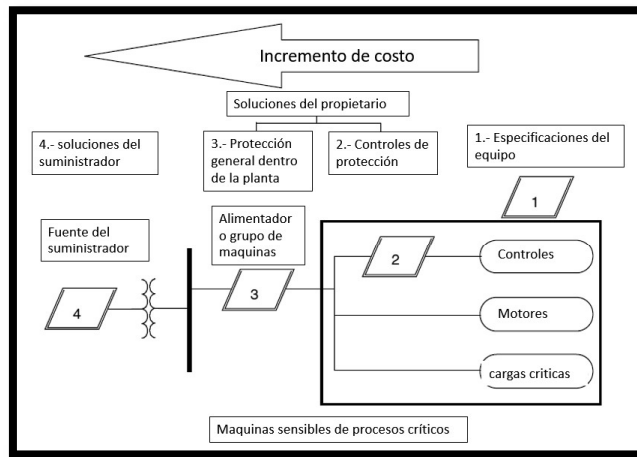 Incremento de costo
Soluciones del propietario
4.- soluciones del
suministrador
3.- Protección
general dentro
de la planta
2.- Controles de
protección
1.- Especificaciones del
equipo
1
Fuente del
suministrador
Alimentador
o grupo de
maquinas
4
3
2
Controles
Motores
cargas criticas
Maquinas sensibles de procesos críticos